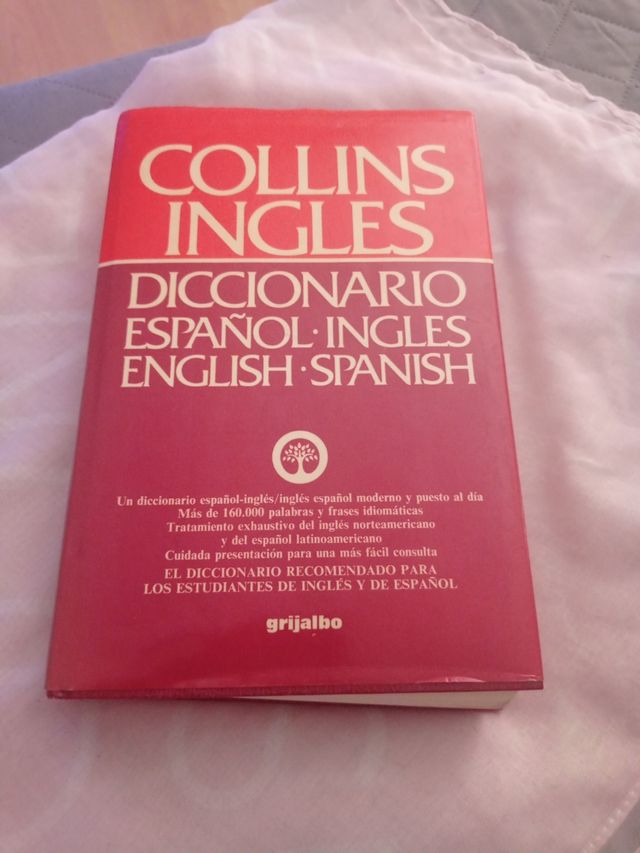 COLLINS
INGLES
DICCIONARIO
ESPAÑOL·INGLES
ENGLISH·SPANISH
Un diccionario español-inglés/inglés español moderno y puesto al día
Más de 160.000 palabras y frases idiomáticas
Tratamiento exhaustivo del inglés norteamericano
y del español latinoamericano
Cuidada presentación para una más fácil consulta
EL DICCIONARIO RECOMENDADO PARA
LOS ESTUDIANTES DE INGLÉS Y DE ESPAÑOL
grijalbo